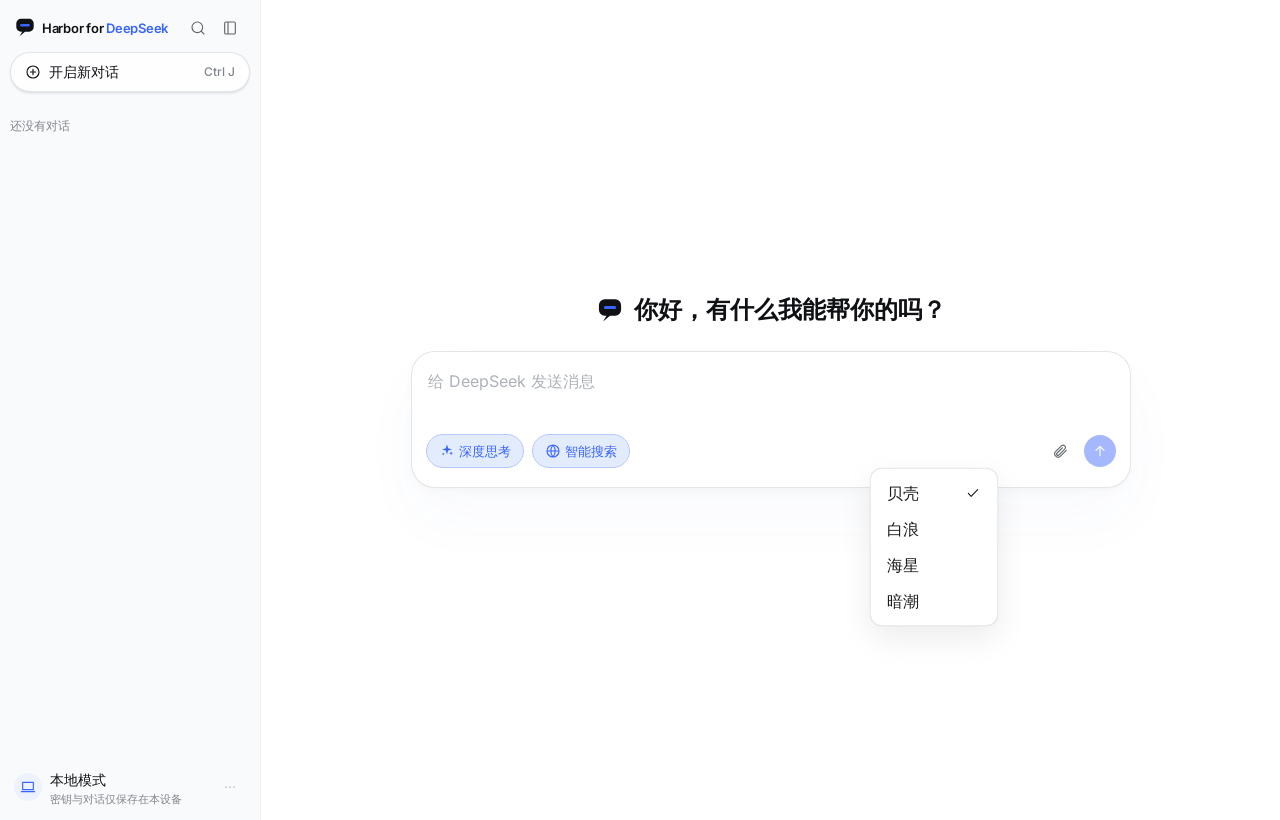 Harbor for DeepSeek
开启新对话 Ctrl J
还没有对话
你好，有什么我能帮你的吗？
给 DeepSeek 发送消息
深度思考 智能搜索
贝壳
白浪
海星
暗潮
本地模式
密钥与对话仅保存在本设备